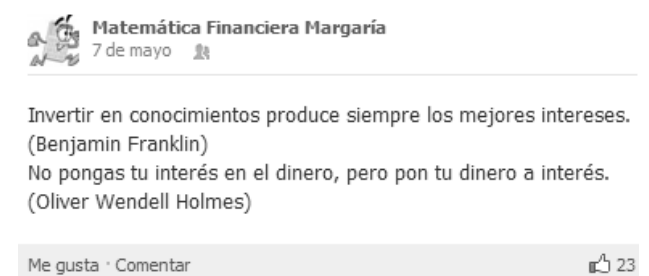 Matemática Financiera Margaría
7 de mayo
Invertir en conocimientos produce siempre los mejores intereses.
(Benjamin Franklin)
No pongas tu interés en el dinero, pero pon tu dinero a interés.
(Oliver Wendell Holmes)
Me gusta · Comentar 23